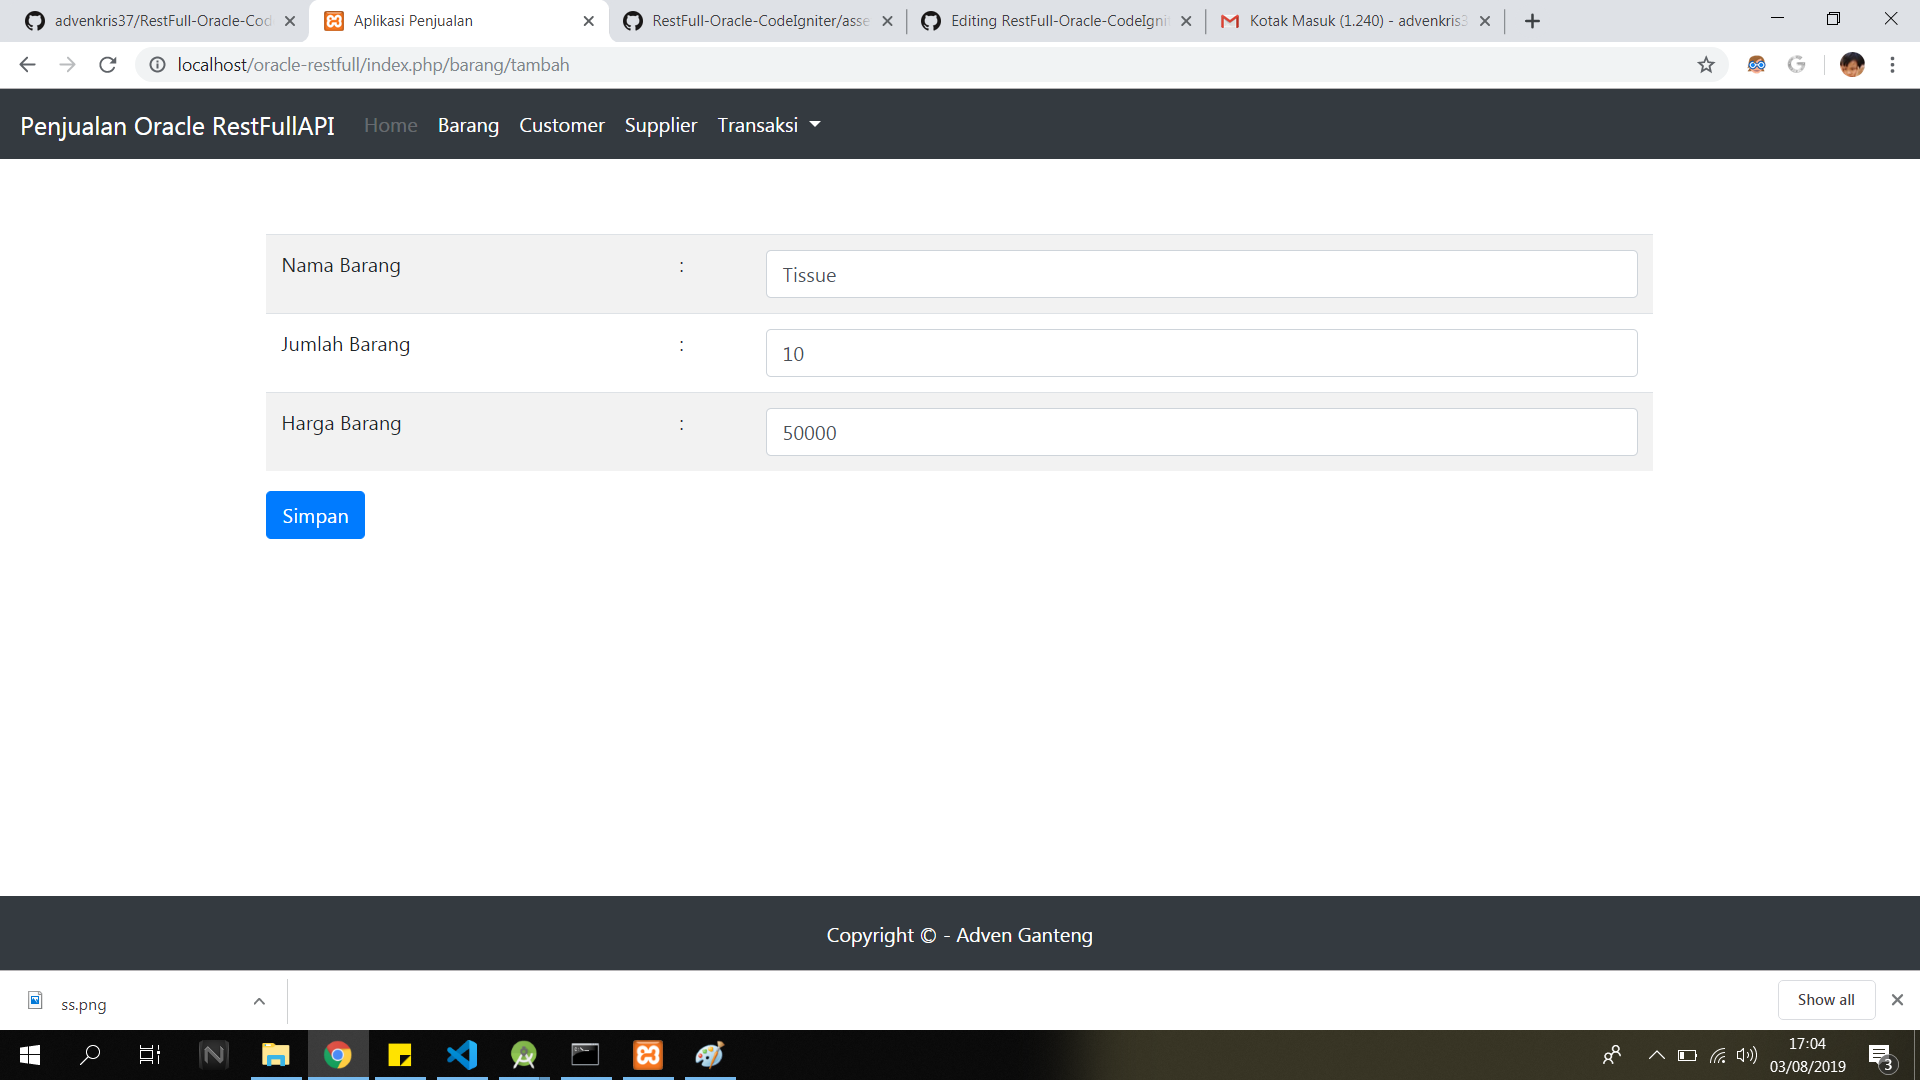 advenkris37/RestFull-Oracle-Cod
Aplikasi Penjualan
RestFull-Oracle-CodeIgniter/asse
Editing RestFull-Oracle-CodeIgnit
Kotak Masuk (1.240) - advenkris3
localhost/oracle-restfull/index.php/barang/tambah
Penjualan Oracle RestFullAPI Home Barang Customer Supplier Transaksi
Nama Barang : Tissue
Jumlah Barang : 10
Harga Barang : 50000
Simpan
Copyright © - Adven Ganteng
ss.png
Show all
17:04
03/08/2019
3